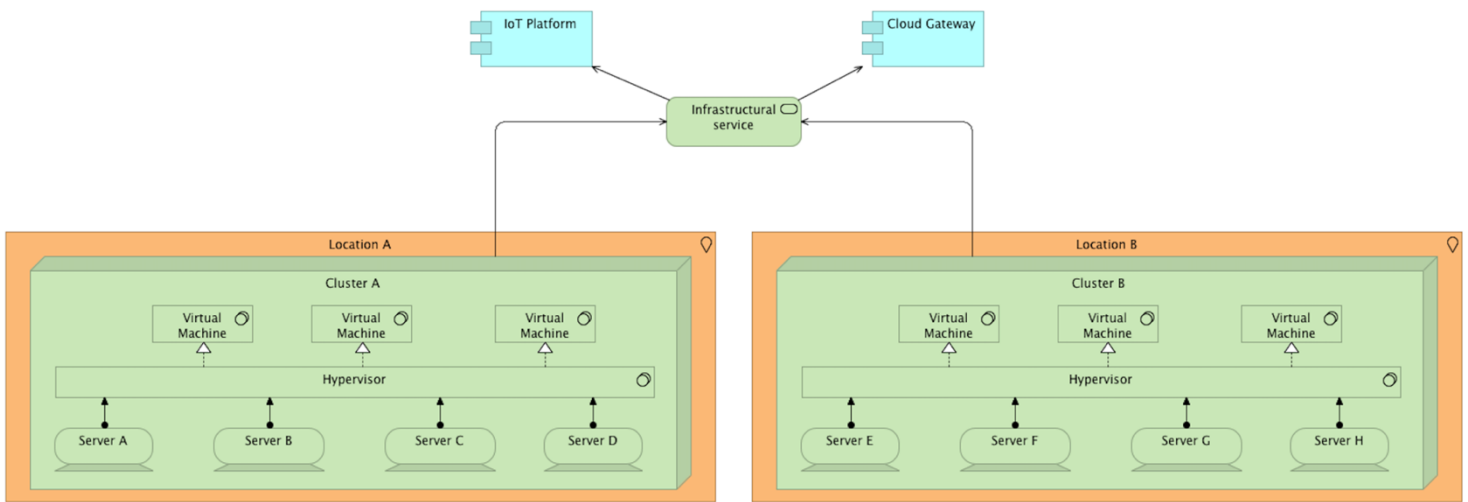 IoT Platform
Cloud Gateway
Infrastructural
service
Location A
Location B
Cluster A
Cluster B
Virtual
Machine
Virtual
Machine
Virtual
Machine
Virtual
Machine
Virtual
Machine
Virtual
Machine
Hypervisor
Hypervisor
Server A
Server B
Server C
Server D
Server E
Server F
Server G
Server H